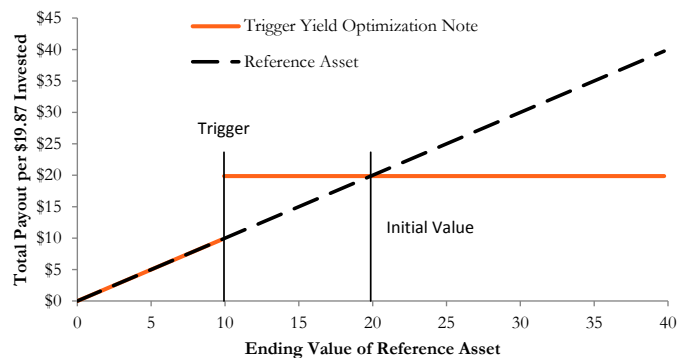 Total Payout per $19.87 Invested
$45
$40
$35
$30
$25
$20
$15
$10
$5
$0
Trigger Yield Optimization Note
Reference Asset
Trigger
Initial Value
0 5 10 15 20 25 30 35 40
Ending Value of Reference Asset